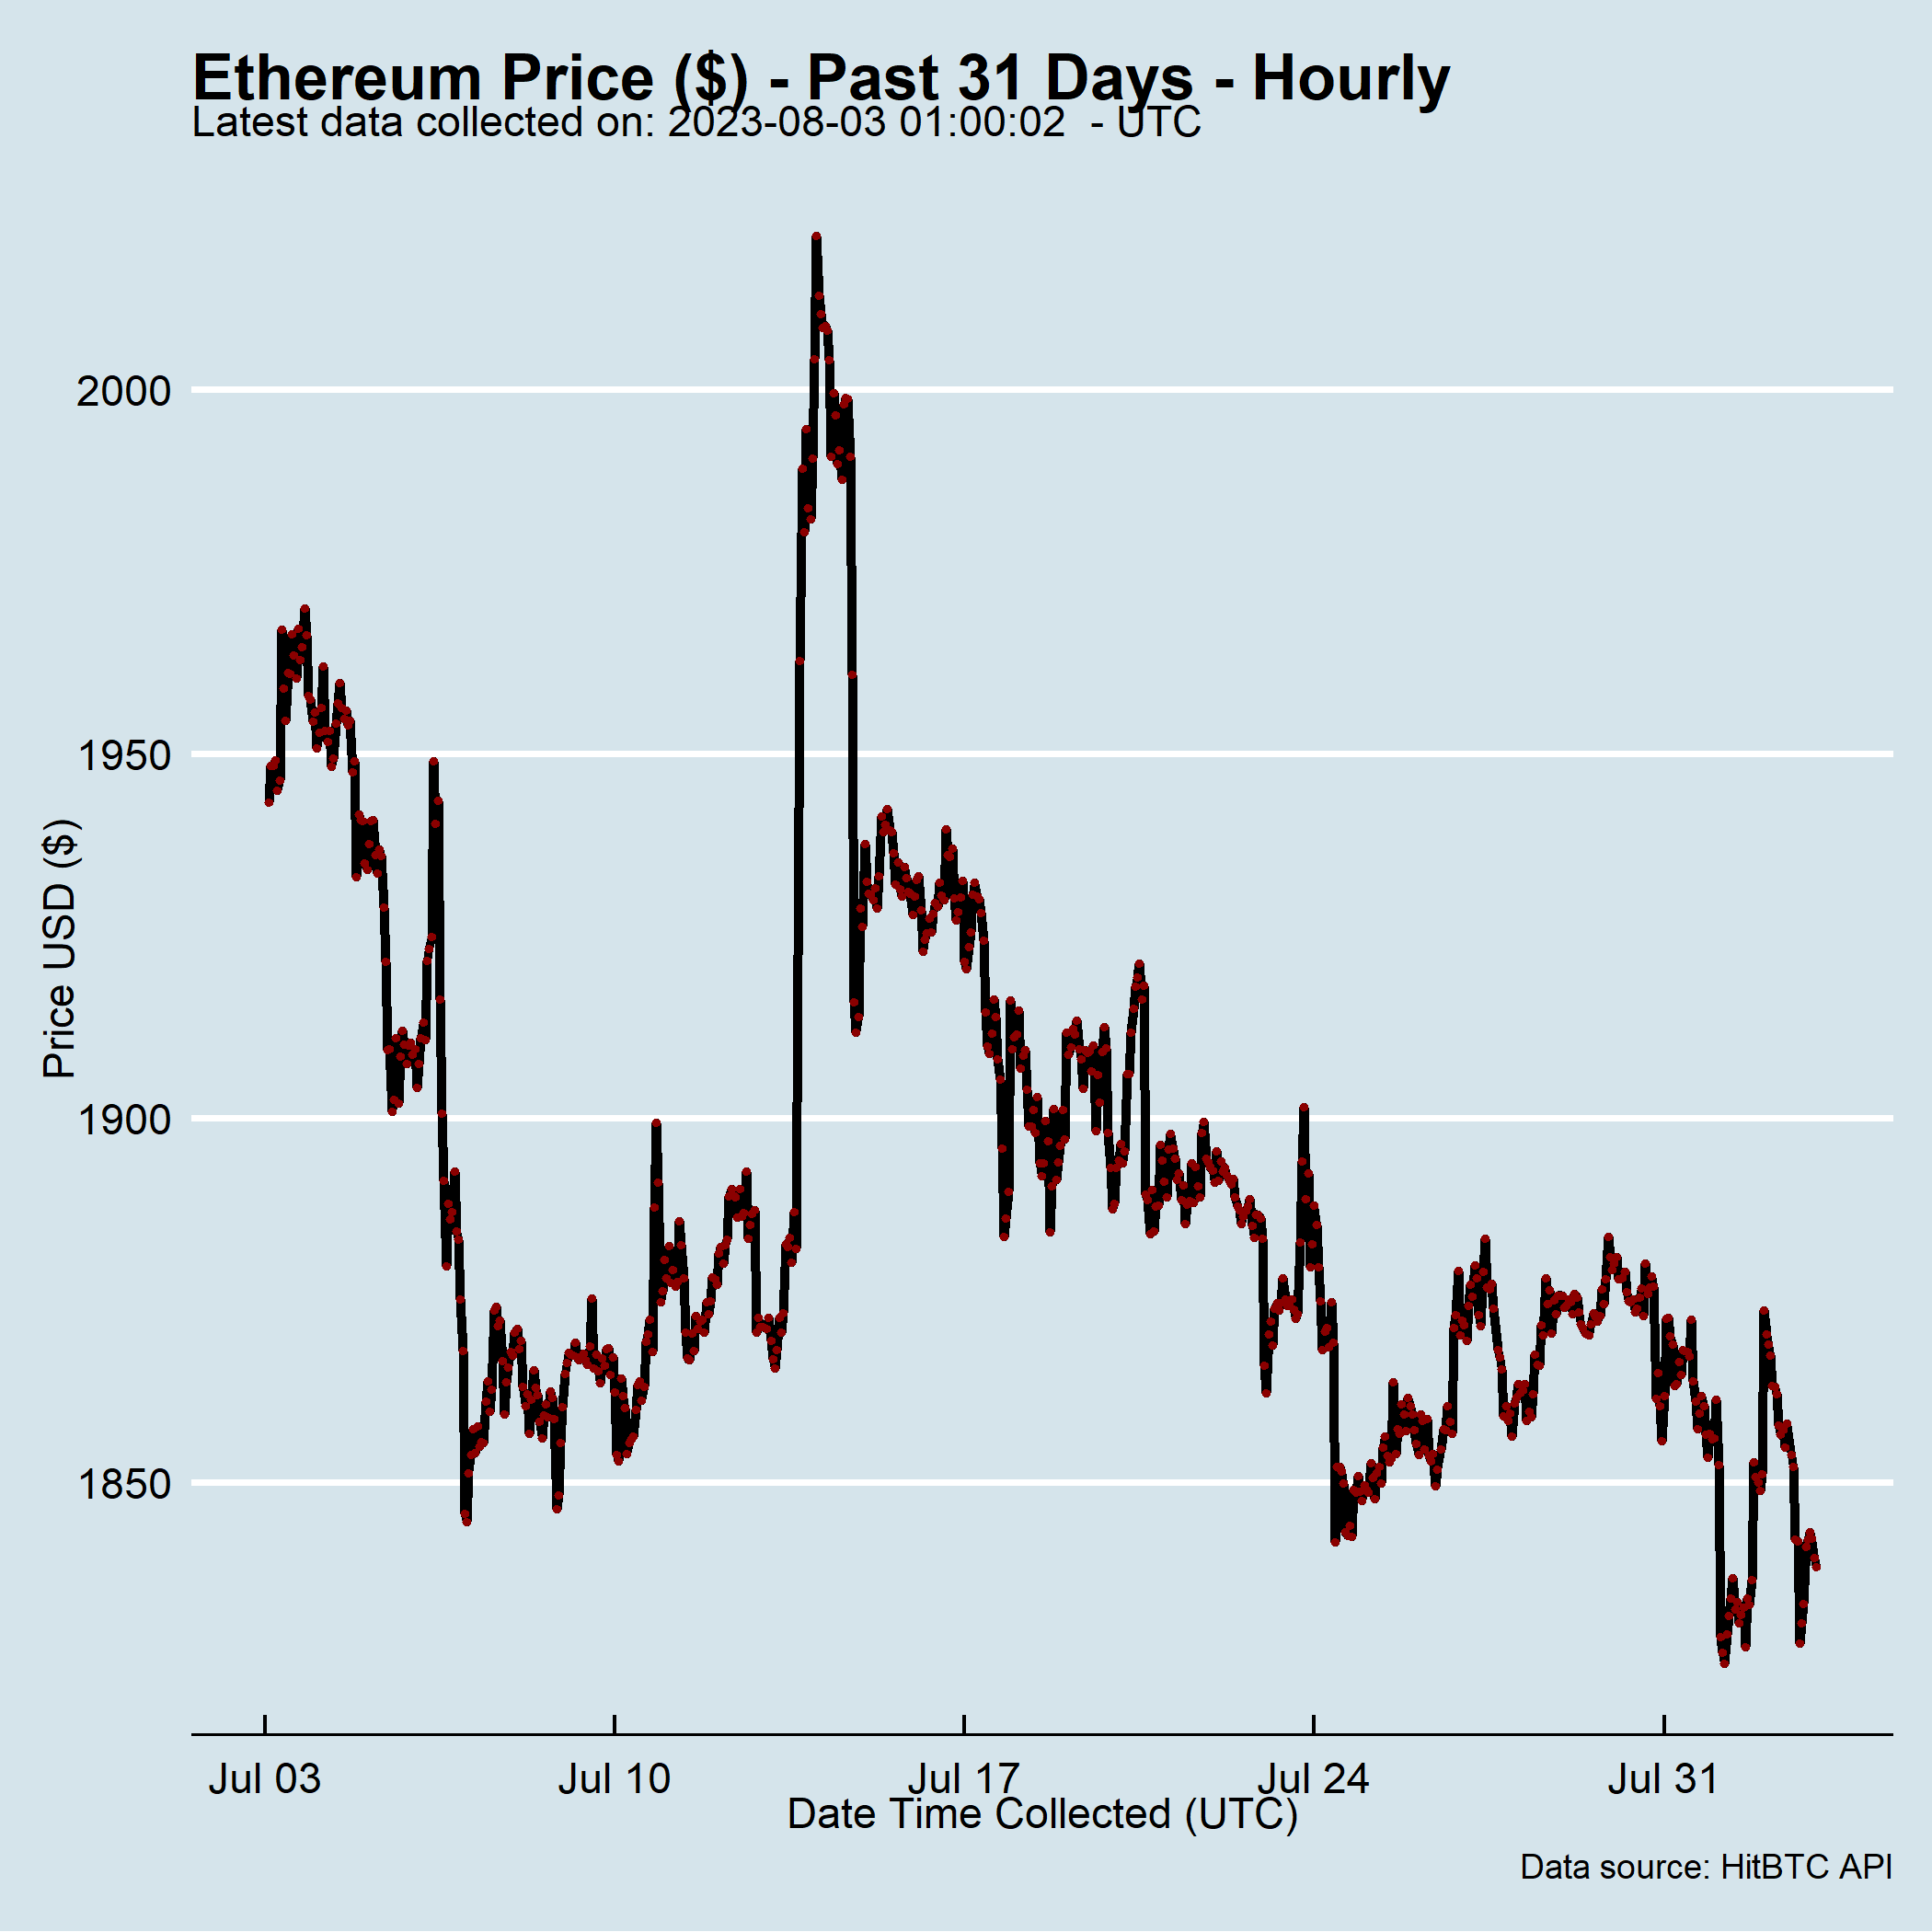 Ethereum Price ($) - Past 31 Days - Hourly
Latest data collected on: 2023-08-03 01:00:02  - UTC
Price USD ($)
2000
1950
1900
1850
Jul 03
Jul 10
Jul 17
Jul 24
Jul 31
Date Time Collected (UTC)
Data source: HitBTC API